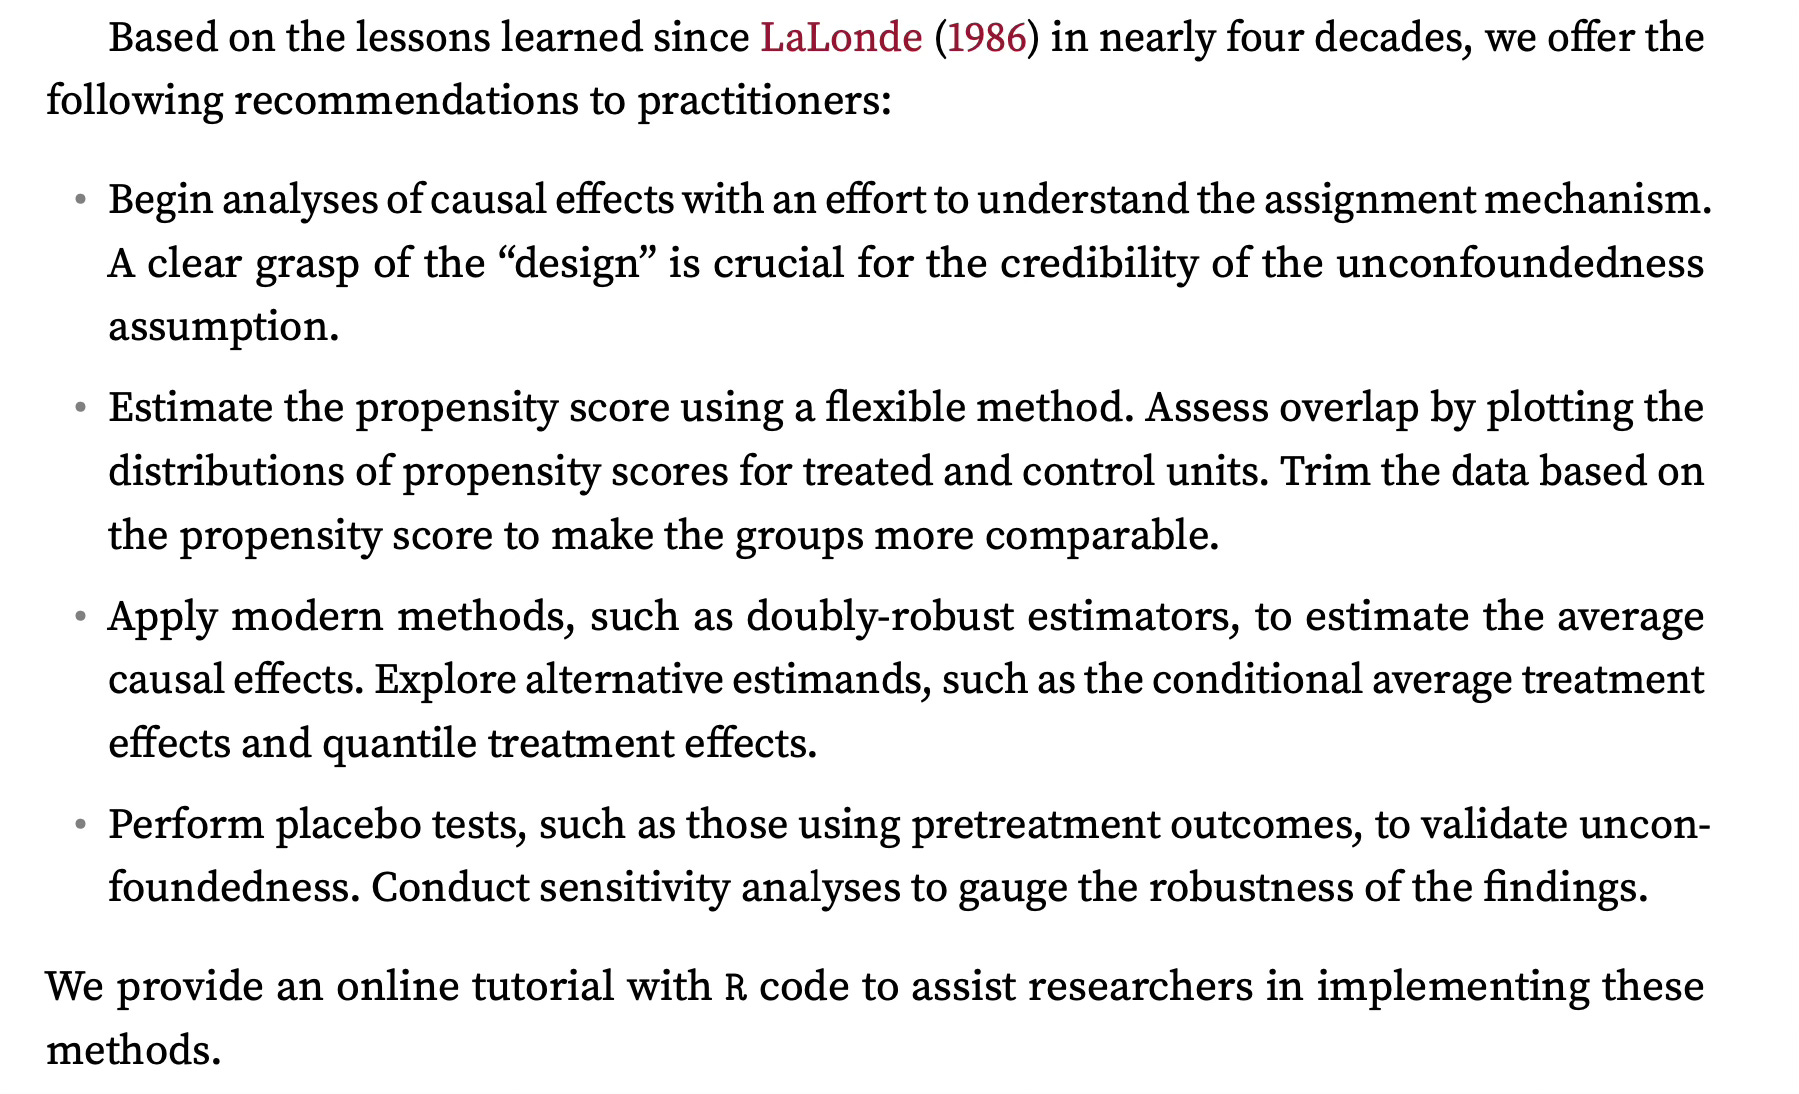 Based on the lessons learned since LaLonde (1986) in nearly four decades, we offer the
following recommendations to practitioners:
• Begin analyses of causal effects with an effort to understand the assignment mechanism.
A clear grasp of the “design” is crucial for the credibility of the unconfoundedness
assumption.
• Estimate the propensity score using a flexible method. Assess overlap by plotting the
distributions of propensity scores for treated and control units. Trim the data based on
the propensity score to make the groups more comparable.
• Apply modern methods, such as doubly-robust estimators, to estimate the average
causal effects. Explore alternative estimands, such as the conditional average treatment
effects and quantile treatment effects.
• Perform placebo tests, such as those using pretreatment outcomes, to validate uncon-
foundedness. Conduct sensitivity analyses to gauge the robustness of the findings.
We provide an online tutorial with R code to assist researchers in implementing these
methods.